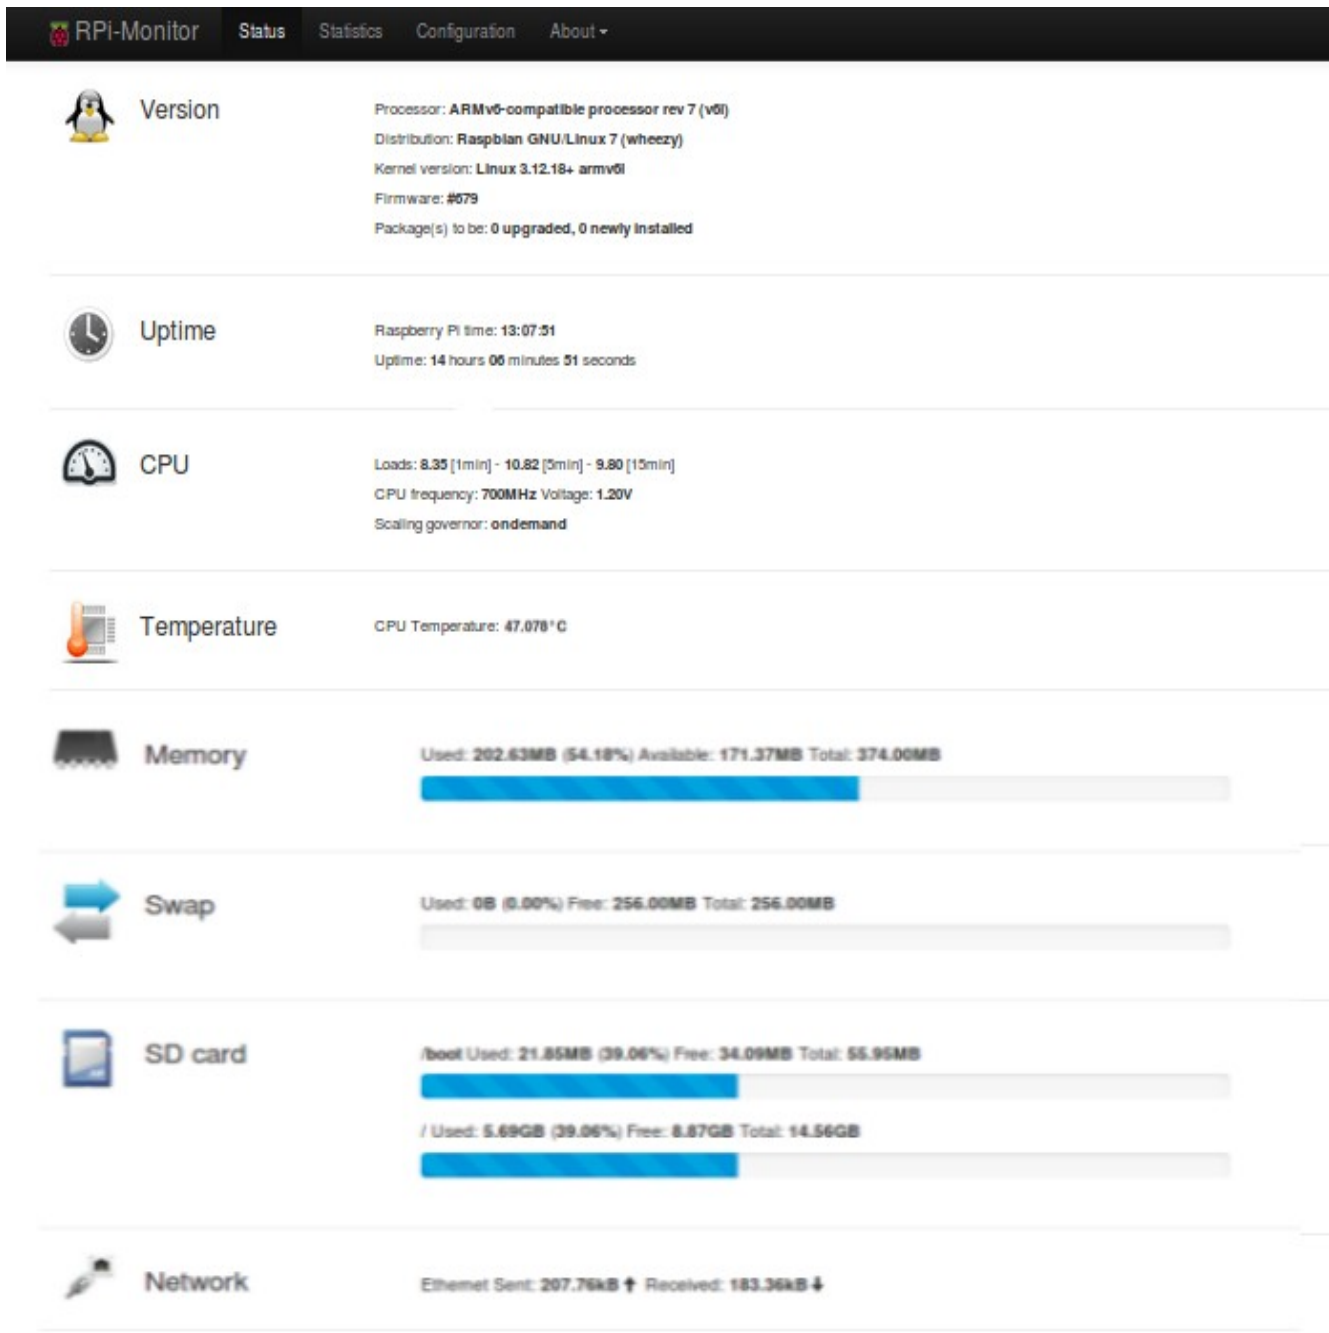 RPi-Monitor Status Statistics Configuration About
Version
Processor: ARMv6-compatible processor rev 7 (v6l)
Distribution: Raspbian GNU/Linux 7 (wheezy)
Kernel version: Linux 3.12.18+ armv6l
Firmware: #679
Package(s) to be: 0 upgraded, 0 newly installed
Uptime
Raspberry Pi time: 13:07:51
Uptime: 14 hours 06 minutes 51 seconds
CPU
Loads: 8.35 [1min] - 10.82 [5min] - 9.80 [15min]
CPU frequency: 700MHz Voltage: 1.20V
Scaling governor: ondemand
Temperature
CPU Temperature: 47.078°C
Memory
Used: 202.63MB (54.18%) Available: 171.37MB Total: 374.00MB
Swap
Used: 0B (0.00%) Free: 256.00MB Total: 256.00MB
SD card
/boot Used: 21.85MB (39.06%) Free: 34.09MB Total: 55.95MB
/ Used: 5.69GB (39.06%) Free: 8.87GB Total: 14.56GB
Network
Ethernet Sent: 207.76kB Received: 183.36kB